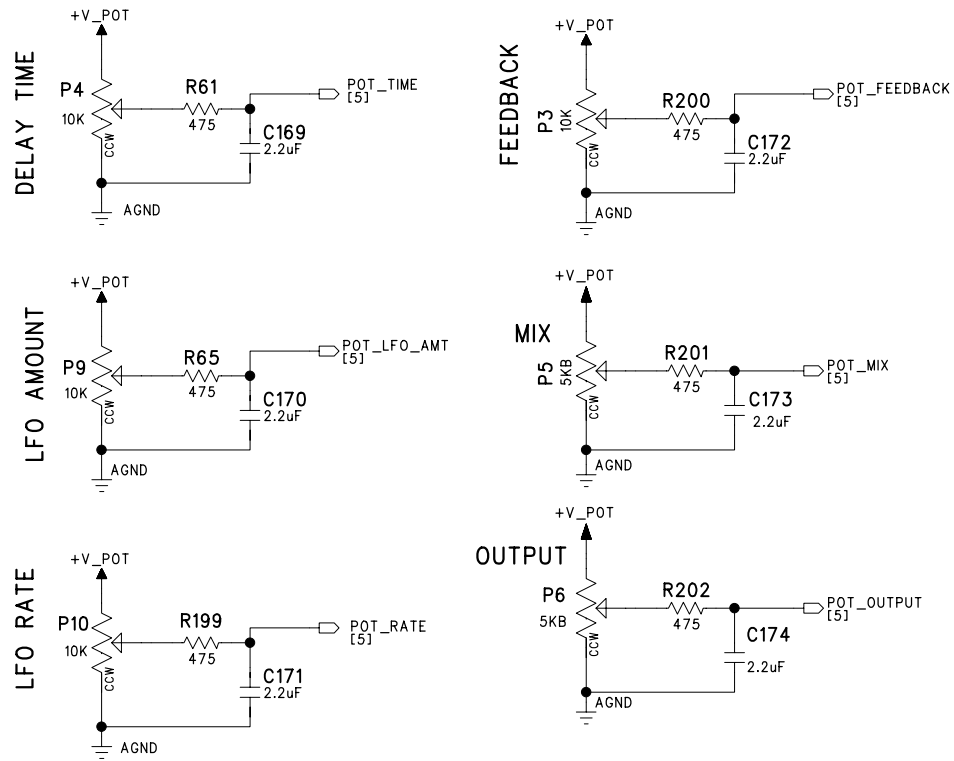 +V_POT
DELAY TIME
P4
10K
CCW
R61
475
POT_TIME
[5]
C169
2.2uF
AGND
+V_POT
FEEDBACK
P3
10K
CCW
R200
475
POT_FEEDBACK
[5]
C172
2.2uF
AGND
+V_POT
LFO AMOUNT
P9
10K
CCW
R65
475
POT_LFO_AMT
[5]
C170
2.2uF
AGND
+V_POT
MIX
P5
5KB
CCW
R201
475
POT_MIX
[5]
C173
2.2uF
AGND
+V_POT
LFO RATE
P10
10K
CCW
R199
475
POT_RATE
[5]
C171
2.2uF
AGND
+V_POT
OUTPUT
P6
5KB
CCW
R202
475
POT_OUTPUT
[5]
C174
2.2uF
AGND